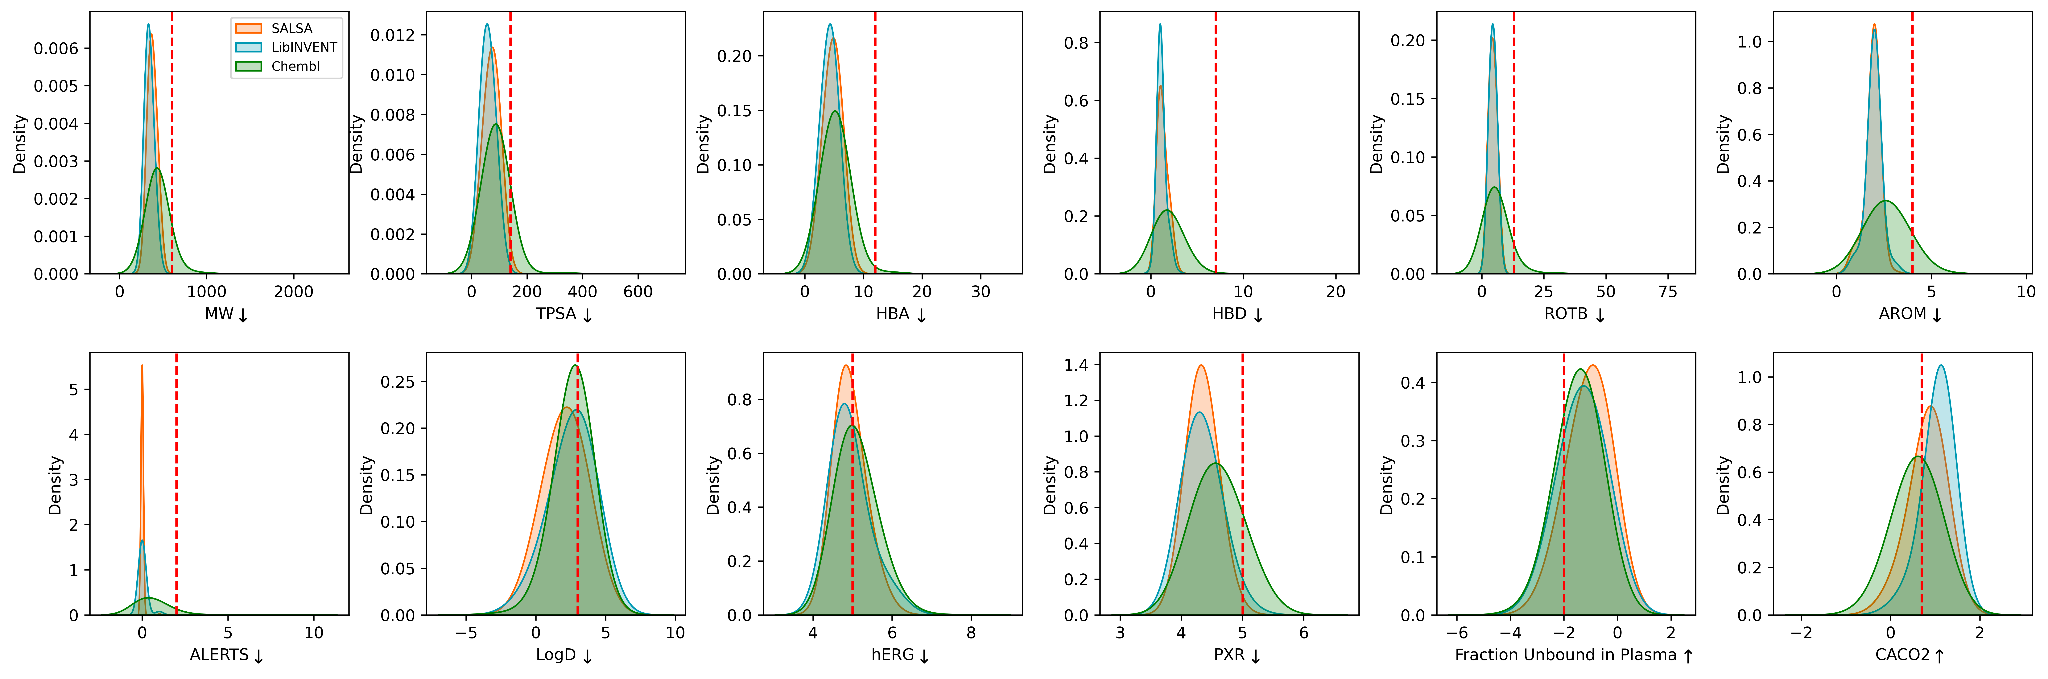 SALSA
LibINVENT
Chembl
Density
0.006
0.005
0.004
0.003
0.002
0.001
0.000
0 1000 2000
MW ↓
Density
0.012
0.010
0.008
0.006
0.004
0.002
0.000
0 200 400 600
TPSA ↓
Density
0.20
0.15
0.10
0.05
0.00
0 10 20 30
HBA ↓
Density
0.8
0.6
0.4
0.2
0.0
0 10 20
HBD ↓
Density
0.20
0.15
0.10
0.05
0.00
0 25 50 75
ROTB ↓
Density
1.0
0.8
0.6
0.4
0.2
0.0
0 5 10
AROM ↓
Density
5
4
3
2
1
0
0 5 10
ALERTS ↓
Density
0.25
0.20
0.15
0.10
0.05
0.00
−5 0 5 10
LogD ↓
Density
0.8
0.6
0.4
0.2
0.0
4 6 8
hERG ↓
Density
1.4
1.2
1.0
0.8
0.6
0.4
0.2
0.0
3 4 5 6
PXR ↓
Density
0.4
0.3
0.2
0.1
0.0
−6 −4 −2 0 2
Fraction Unbound in Plasma ↑
Density
1.0
0.8
0.6
0.4
0.2
0.0
−2 0 2
CACO2 ↑